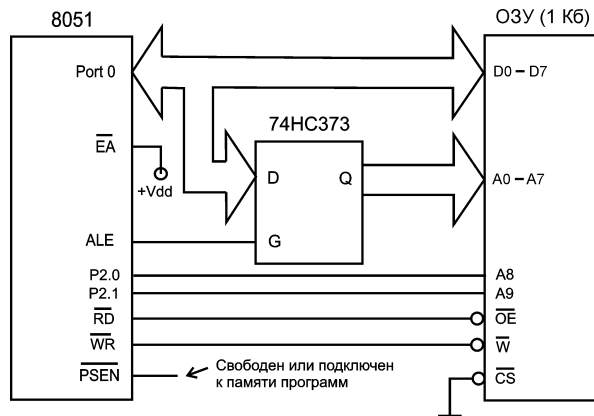 8051
ОЗУ (1 Кб)
Port 0
D0 – D7
74HC373
EA
+Vdd
D
Q
A0 – A7
ALE
G
P2.0
A8
P2.1
A9
RD
OE
WR
W
PSEN
Свободен или подключен
к памяти программ
CS